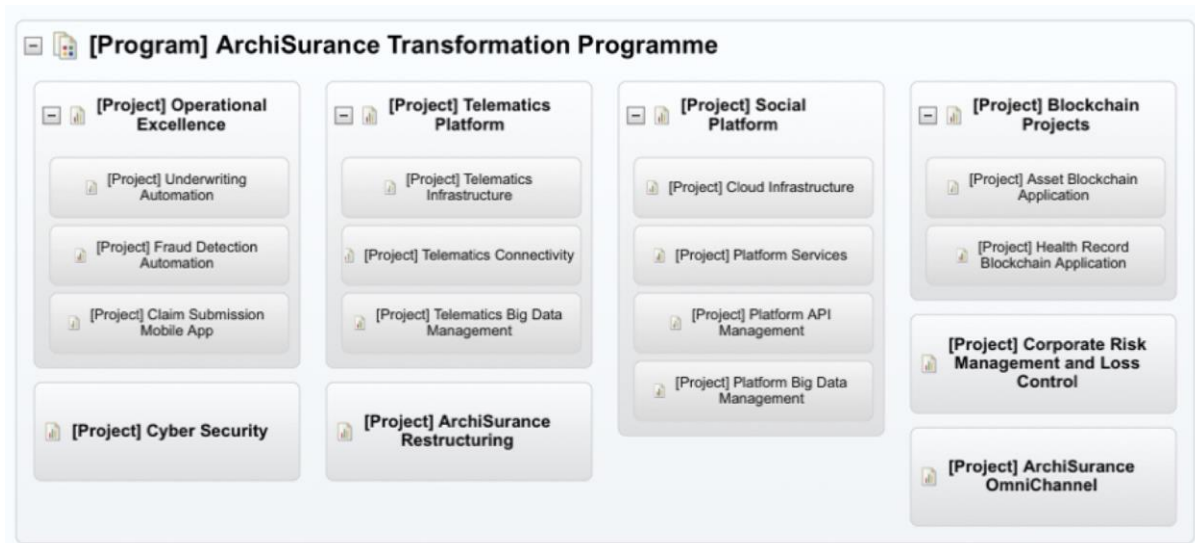 [Program] ArchiSurance Transformation Programme
[Project] Operational
Excellence
[Project] Underwriting
Automation
[Project] Fraud Detection
Automation
[Project] Claim Submission
Mobile App
[Project] Cyber Security
[Project] Telematics
Platform
[Project] Telematics
Infrastructure
[Project] Telematics Connectivity
[Project] Telematics Big Data
Management
[Project] ArchiSurance
Restructuring
[Project] Social
Platform
[Project] Cloud Infrastructure
[Project] Platform Services
[Project] Platform API
Management
[Project] Platform Big Data
Management
[Project] Blockchain
Projects
[Project] Asset Blockchain
Application
[Project] Health Record
Blockchain Application
[Project] Corporate Risk
Management and Loss
Control
[Project] ArchiSurance
OmniChannel